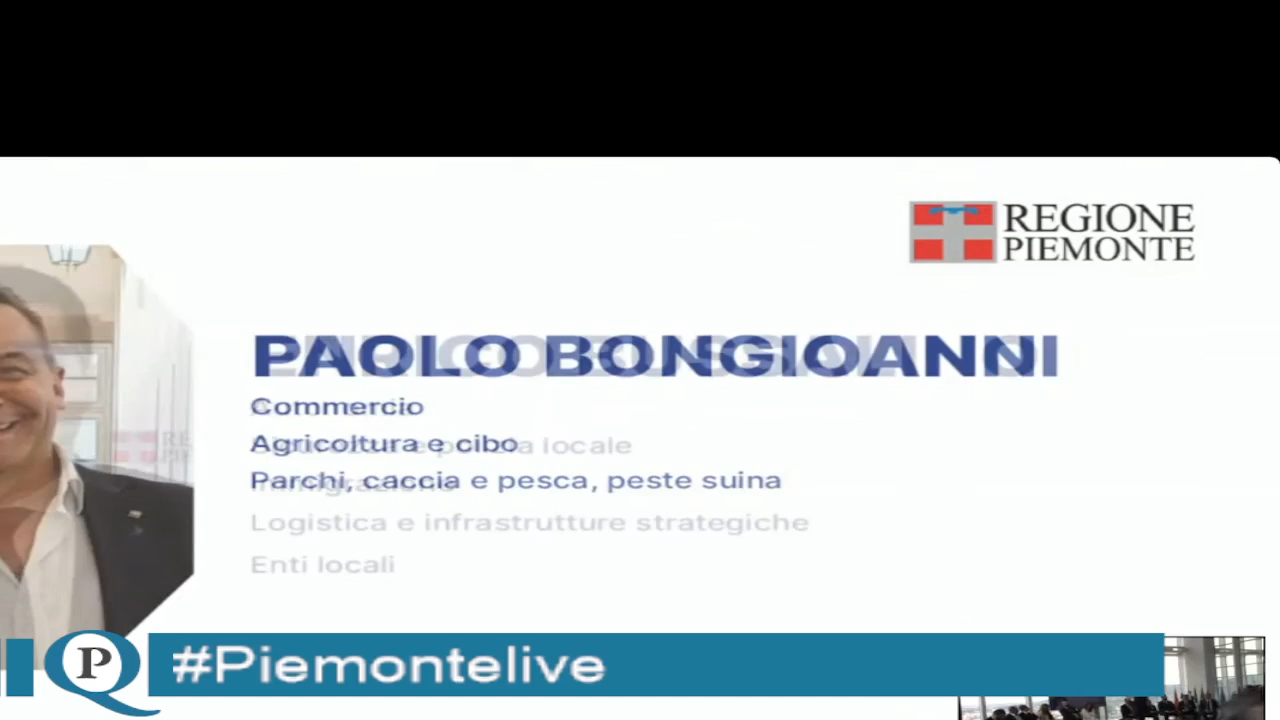 REGIONE
PIEMONTE
PAOLO BONGIOANNI
Commercio
Agricoltura e cibo
Parchi, caccia e pesca, peste suina
Logistica e infrastrutture strategiche
Enti locali
P
#Piemontelive